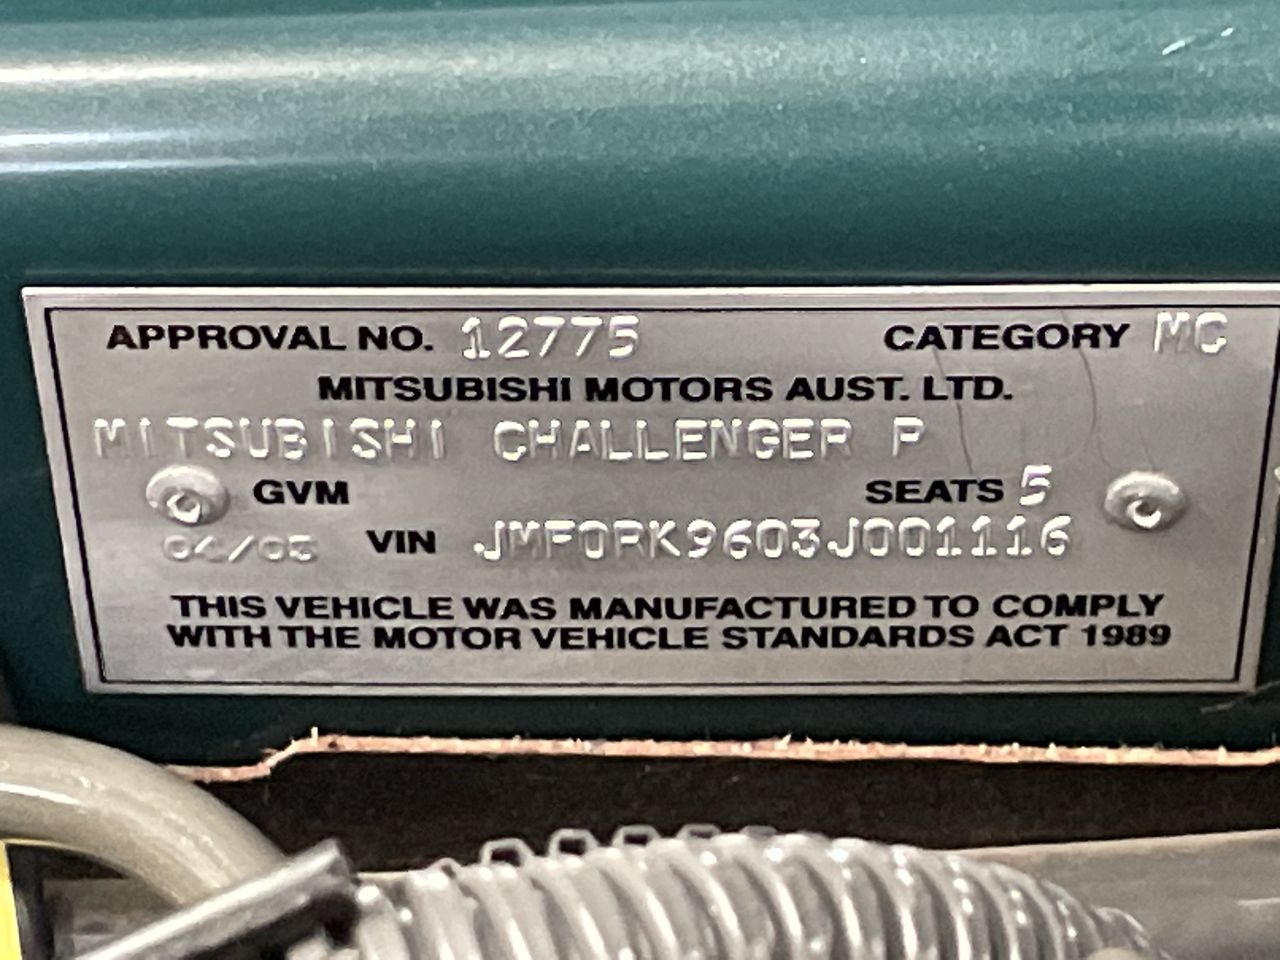 APPROVAL NO. 12775 CATEGORY MC
MITSUBISHI MOTORS AUST. LTD.
MITSUBISHI CHALLENGER P
GVM SEATS 5
04/03 VIN JMF0RK9603J001116
THIS VEHICLE WAS MANUFACTURED TO COMPLY
WITH THE MOTOR VEHICLE STANDARDS ACT 1989